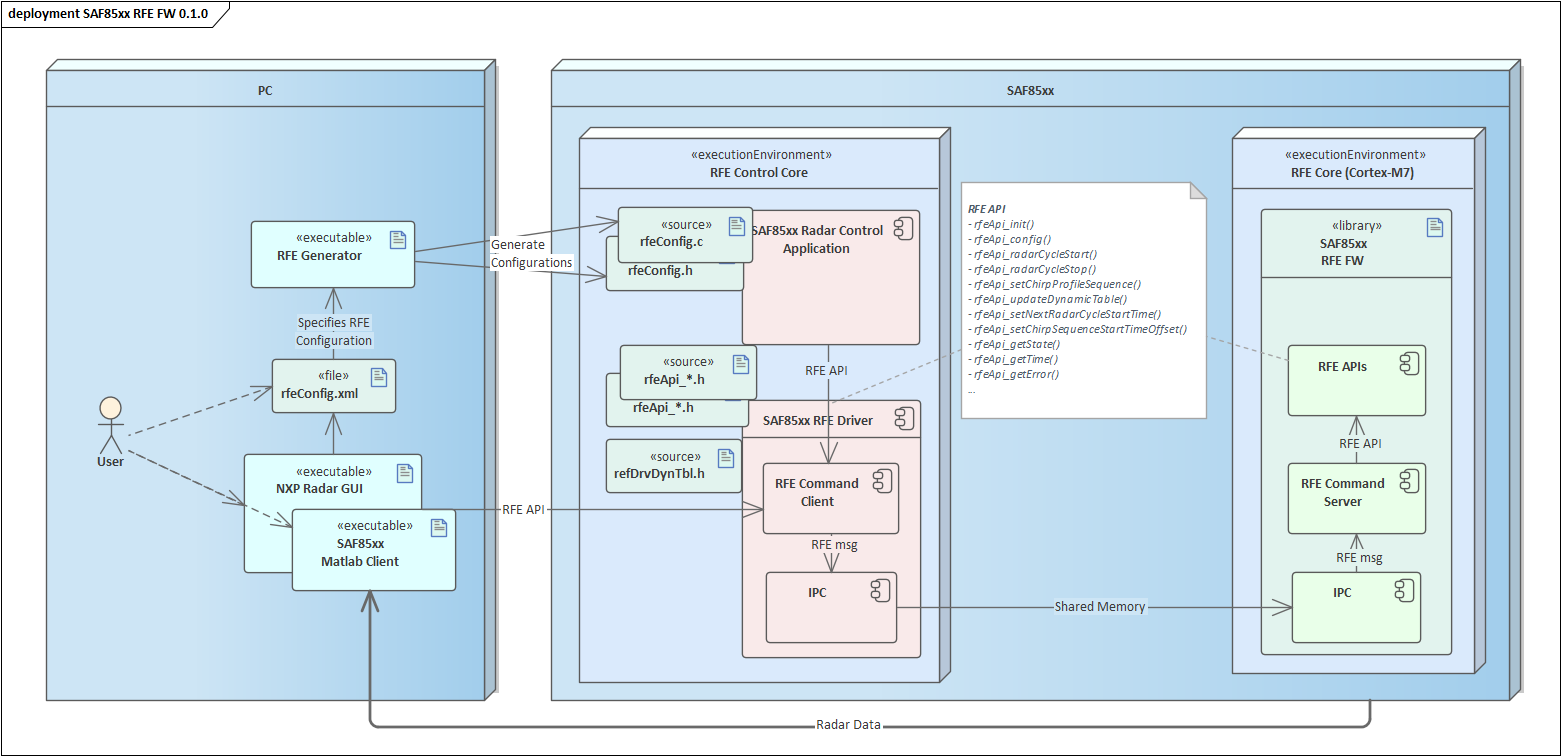 deployment SAF85xx RFE FW 0.1.0
PC
«executable»
RFE Generator
Specifies RFE
Configuration
«file»
rfeConfig.xml
User
«executable»
NXP Radar GUI
«executable»
SAF85xx
Matlab Client
Generate
Configurations
RFE API
Radar Data
SAF85xx
«executionEnvironment»
RFE Control Core
«source»
rfeConfig.c
rfeConfig.h
SAF85xx Radar Control
Application
«source»
rfeApi_*.h
rfeApi_*.h
«source»
refDrvDynTbl.h
RFE API
SAF85xx RFE Driver
RFE Command
Client
RFE msg
IPC
Shared Memory
RFE API
- rfeApi_init()
- rfeApi_config()
- rfeApi_radarCycleStart()
- rfeApi_radarCycleStop()
- rfeApi_setChirpProfileSequence()
- rfeApi_updateDynamicTable()
- rfeApi_setNextRadarCycleStartTime()
- rfeApi_setChirpSequenceStartTimeOffset()
- rfeApi_getState()
- rfeApi_getTime()
- rfeApi_getError()
...
«executionEnvironment»
RFE Core (Cortex-M7)
«library»
SAF85xx
RFE FW
RFE APIs
RFE API
RFE Command
Server
RFE msg
IPC